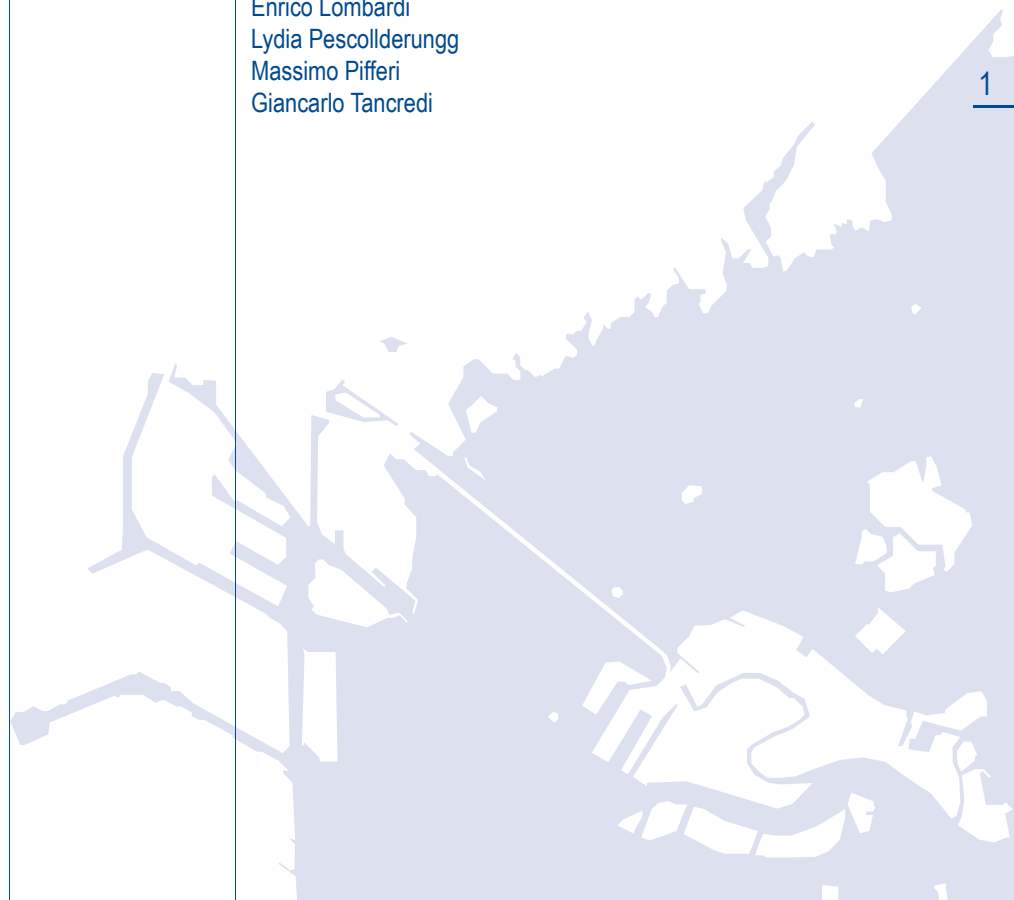 Enrico Lombardi
Lydia Pescollderungg
Massimo Pifferi
Giancarlo Tancredi
1